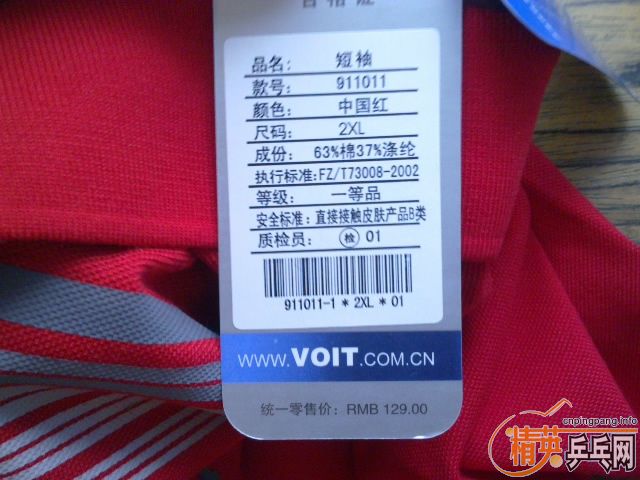 合格证
品名： 短袖
款号： 911011
颜色： 中国红
尺码： 2XL
成份： 63%棉37%涤纶
执行标准:FZ/T73008-2002
等级： 一等品
安全标准：直接接触皮肤产品B类
质检员： 检 01
911011-1＊2XL＊01
WWW.VOIT.COM.CN
统一零售价：RMB 129.00
cnpingpang.info
精英乒乓网